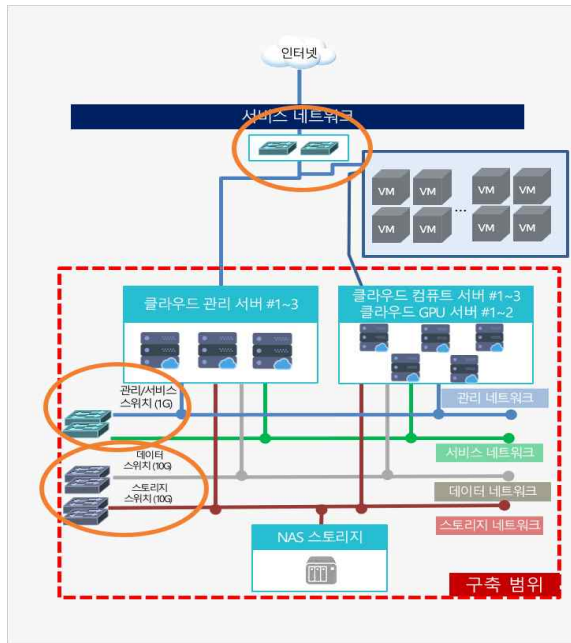 인터넷
서비스 네트워크
VM VM VM VM
...
VM VM VM VM
클라우드 관리 서버 #1~3
클라우드 컴퓨트 서버 #1~3
클라우드 GPU 서버 #1~2
관리/서비스
스위치 (1G)
관리 네트워크
서비스 네트워크
데이터
스위치 (10G)
데이터 네트워크
스토리지
스위치 (10G)
스토리지 네트워크
NAS 스토리지
구축 범위